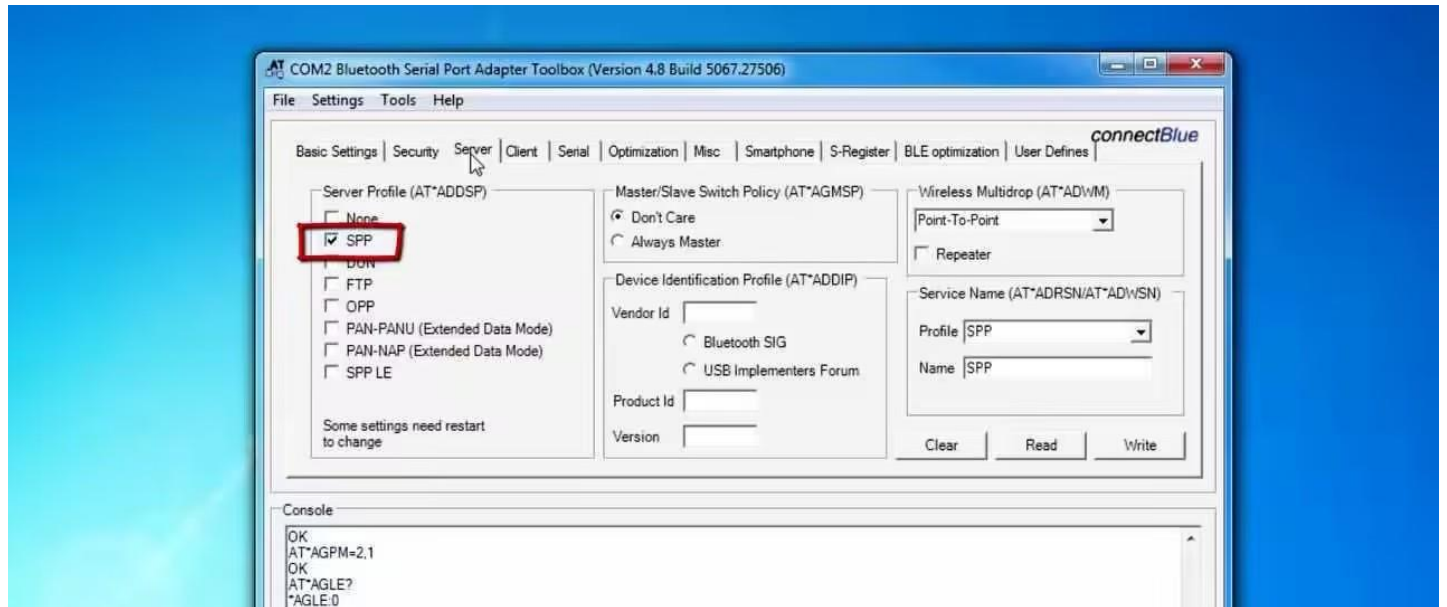 COM2 Bluetooth Serial Port Adapter Toolbox (Version 4.8 Build 5067.27506)
File Settings Tools Help
connectBlue
Basic Settings Security Server Client Serial Optimization Misc Smartphone S-Register BLE optimization User Defines
Server Profile (AT*ADDSP)
None
SPP
DUN
FTP
OPP
PAN-PANU (Extended Data Mode)
PAN-NAP (Extended Data Mode)
SPP LE
Some settings need restart
to change
Master/Slave Switch Policy (AT*AGMSP)
Don't Care
Always Master
Device Identification Profile (AT*ADDIP)
Vendor Id
Bluetooth SIG
USB Implementers Forum
Product Id
Version
Wireless Multidrop (AT*ADWM)
Point-To-Point
Repeater
Service Name (AT*ADRSN/AT*ADWSN)
Profile SPP
Name SPP
Clear Read Write
Console
OK
AT*AGPM=2,1
OK
AT*AGLE?
*AGLE:0